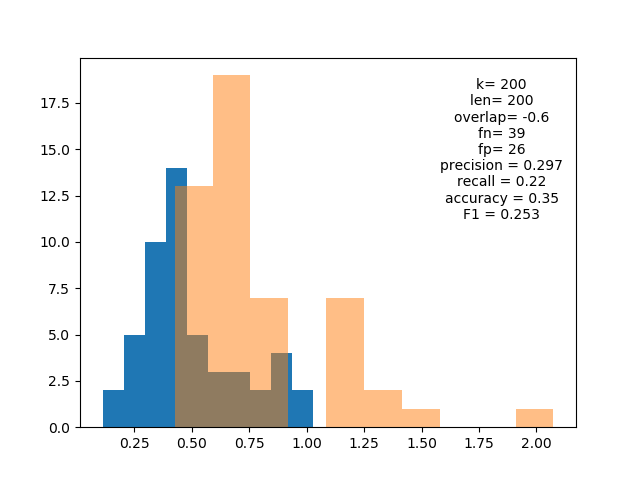 k= 200
len= 200
overlap= -0.6
fn= 39
fp= 26
precision = 0.297
recall = 0.22
accuracy = 0.35
F1 = 0.253
17.5
15.0
12.5
10.0
7.5
5.0
2.5
0.0
0.25 0.50 0.75 1.00 1.25 1.50 1.75 2.00